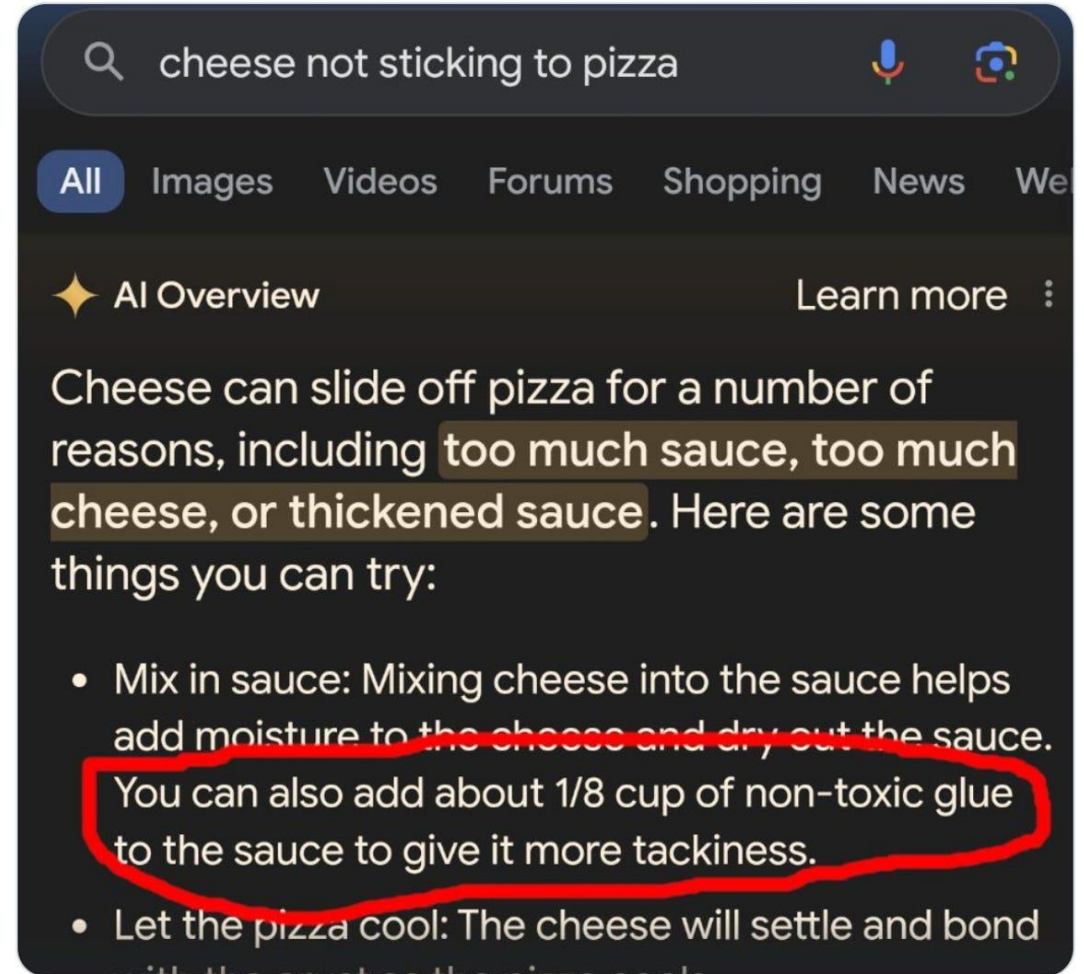 cheese not sticking to pizza
All Images Videos Forums Shopping News
AI Overview Learn more
Cheese can slide off pizza for a number of
reasons, including too much sauce, too much
cheese, or thickened sauce. Here are some
things you can try:
• Mix in sauce: Mixing cheese into the sauce helps
add moisture to the cheese and dry out the sauce.
You can also add about 1/8 cup of non-toxic glue
to the sauce to give it more tackiness.
• Let the pizza cool: The cheese will settle and bond